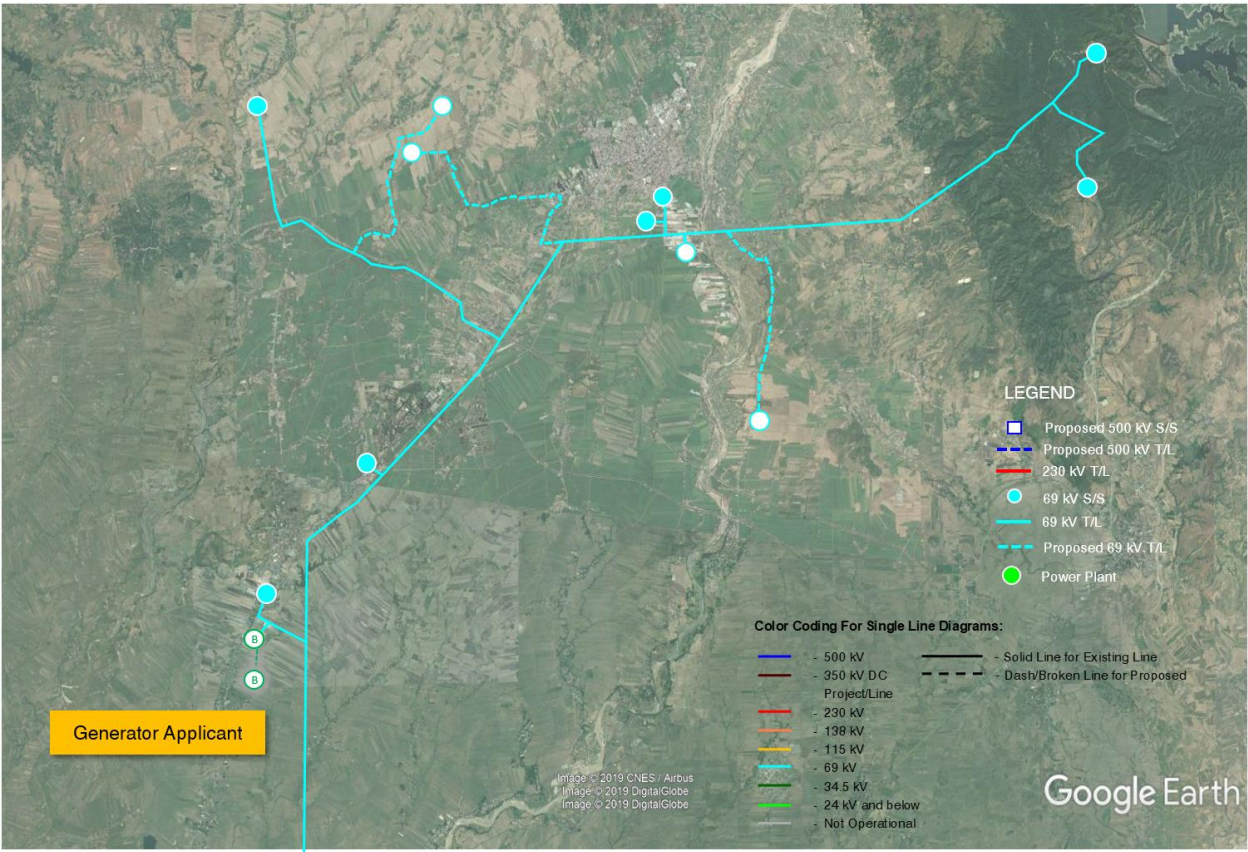 LEGEND
Proposed 500 kV S/S
Proposed 500 kV T/L
230 kV T/L
69 kV S/S
69 kV T/L
Proposed 69 kV T/L
Power Plant
B
B
Generator Applicant
Color Coding For Single Line Diagrams:
- 500 kV
- Solid Line for Existing Line
- 350 kV DC
- Dash/Broken Line for Proposed
Project/Line
- 230 kV
- 138 kV
- 115 kV
- 69 kV
- 34.5 kV
- 24 kV and below
- Not Operational
Image © 2019 CNES / Airbus
Image © 2019 DigitalGlobe
Image © 2019 DigitalGlobe
Google Earth